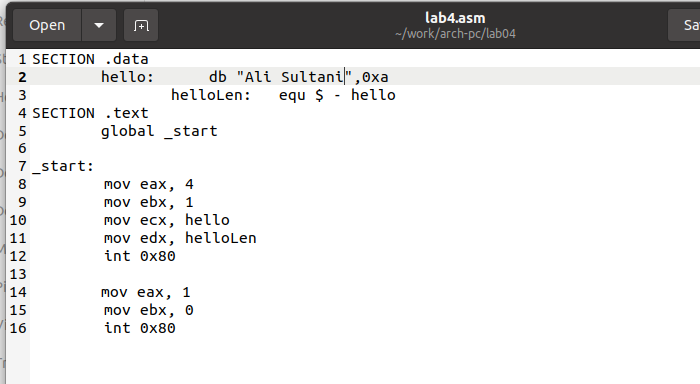 Open
lab4.asm
~/work/arch-pc/lab04
1 SECTION .data
2 hello: db "Ali Sultani",0xa
3 helloLen: equ $ - hello
4 SECTION .text
5 global _start
6
7 _start:
8 mov eax, 4
9 mov ebx, 1
10 mov ecx, hello
11 mov edx, helloLen
12 int 0x80
13
14 mov eax, 1
15 mov ebx, 0
16 int 0x80